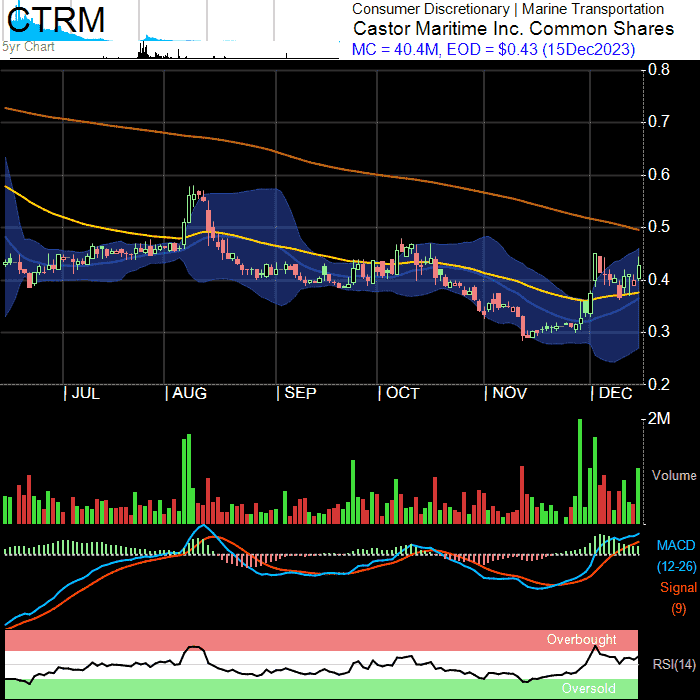 CTRM
5yr Chart
Consumer Discretionary | Marine Transportation
Castor Maritime Inc. Common Shares
MC = 40.4M, EOD = $0.43 (15Dec2023)
0.8
0.7
0.6
0.5
0.4
0.3
0.2
| JUL | AUG | SEP | OCT | NOV | DEC
2M
Volume
MACD
(12-26)
Signal
(9)
Overbought
RSI(14)
Oversold